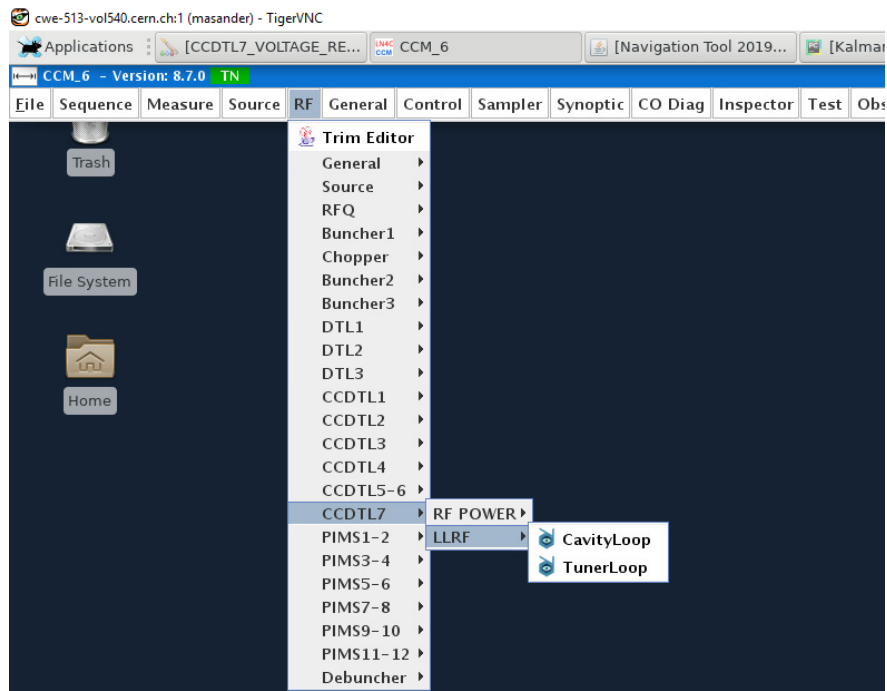 cwe-513-vol540.cern.ch:1 (masander) - TigerVNC
Applications [CCDTL7_VOLTAGE_RE... LN4C CCM CCM_6 [Navigation Tool 2019... [Kalmar
CCM_6 - Version: 8.7.0 TN
File Sequence Measure Source RF General Control Sampler Synoptic CO Diag Inspector Test Obs
Trim Editor
Trash
General
Source
RFQ
Buncher1
Chopper
File System
Buncher2
Buncher3
DTL1
DTL2
DTL3
Home
CCDTL1
CCDTL2
CCDTL3
CCDTL4
CCDTL5-6
CCDTL7 RF POWER
PIMS1-2 LLRF CavityLoop
PIMS3-4 TunerLoop
PIMS5-6
PIMS7-8
PIMS9-10
PIMS11-12
Debuncher